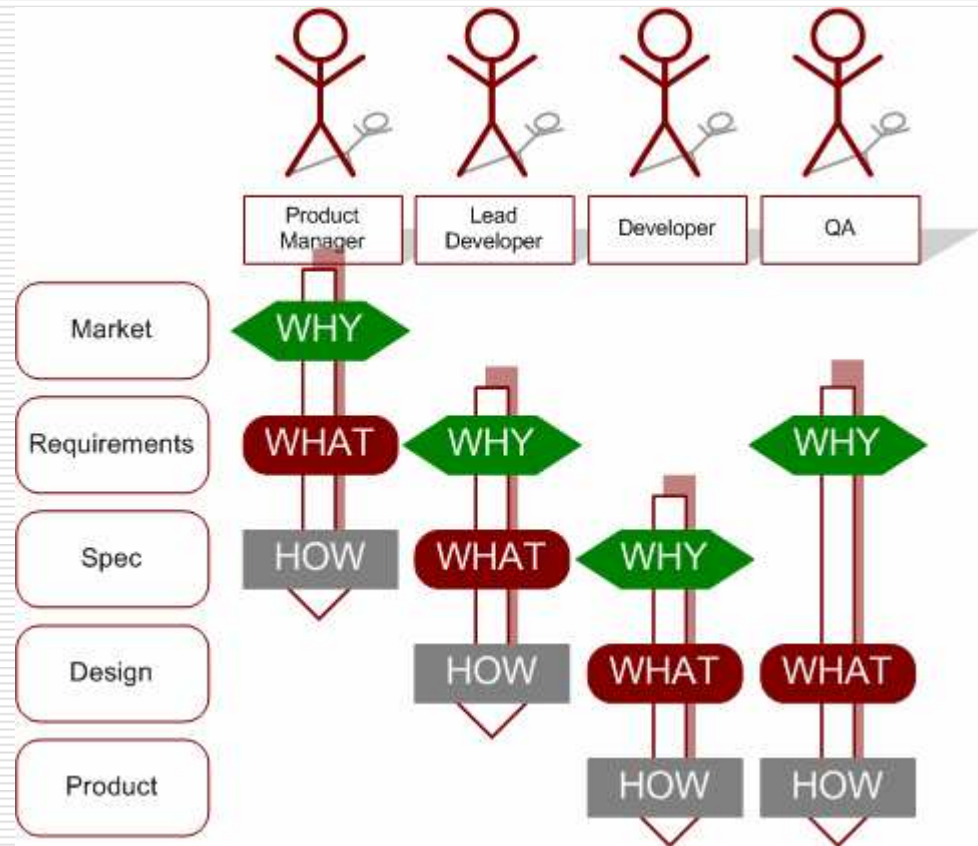 Product
Manager
Lead
Developer
Developer
QA
Market
WHY
Requirements
WHAT
WHY
WHY
Spec
HOW
WHAT
WHY
Design
HOW
WHAT
WHAT
Product
HOW
HOW